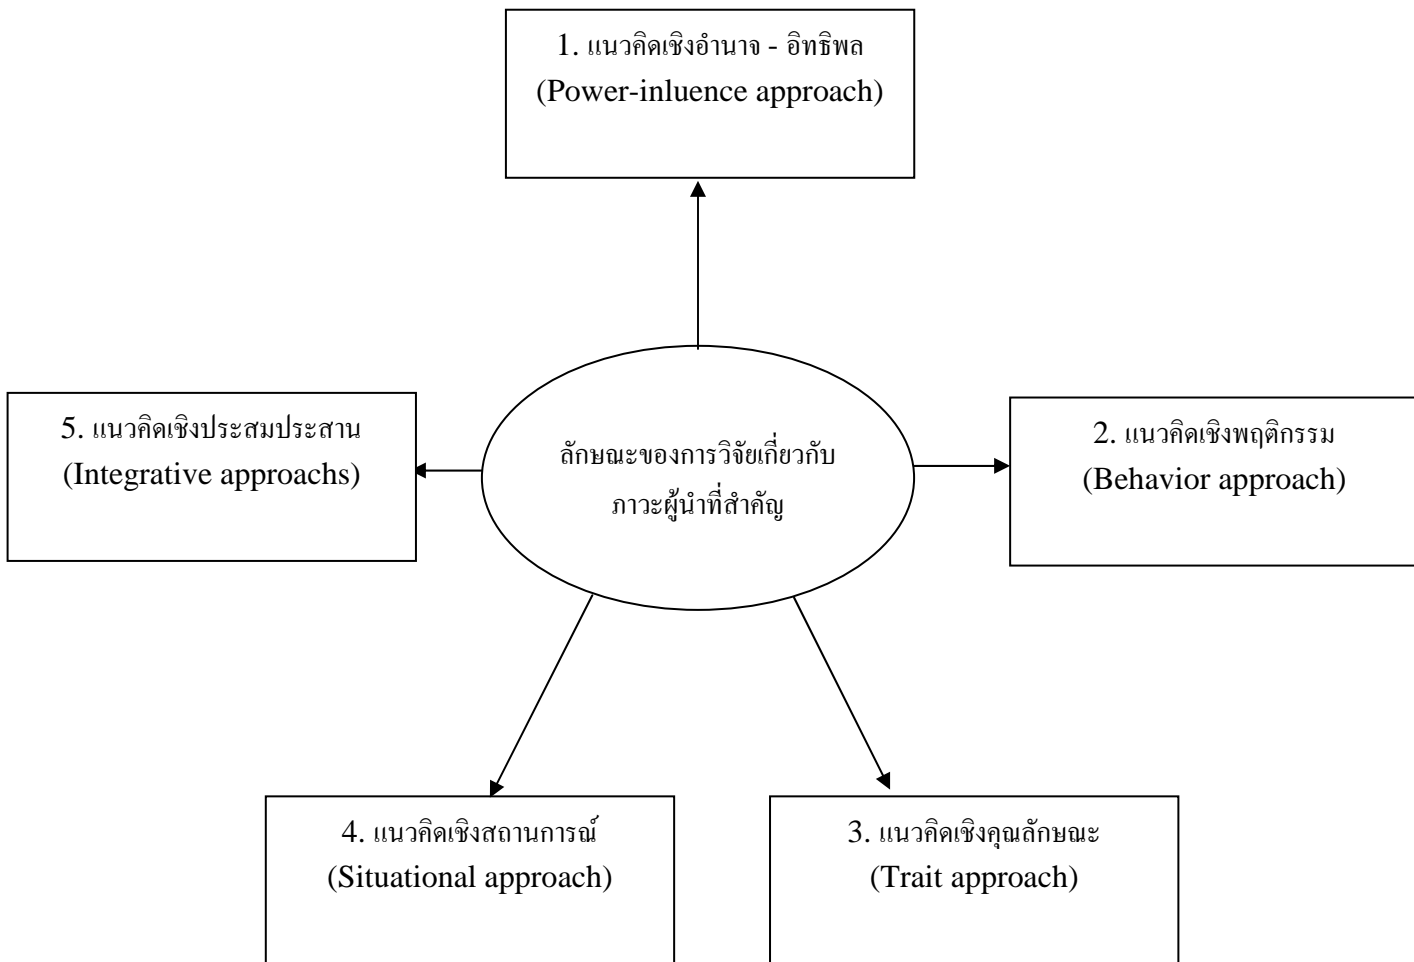 1. แนวคิดเชิงอำนาจ - อิทธิพล
(Power-inluence approach)
5. แนวคิดเชิงประสมประสาน
(Integrative approachs)
ลักษณะของการวิจัยเกี่ยวกับ
ภาวะผู้นำที่สำคัญ
2. แนวคิดเชิงพฤติกรรม
(Behavior approach)
4. แนวคิดเชิงสถานการณ์
(Situational approach)
3. แนวคิดเชิงคุณลักษณะ
(Trait approach)